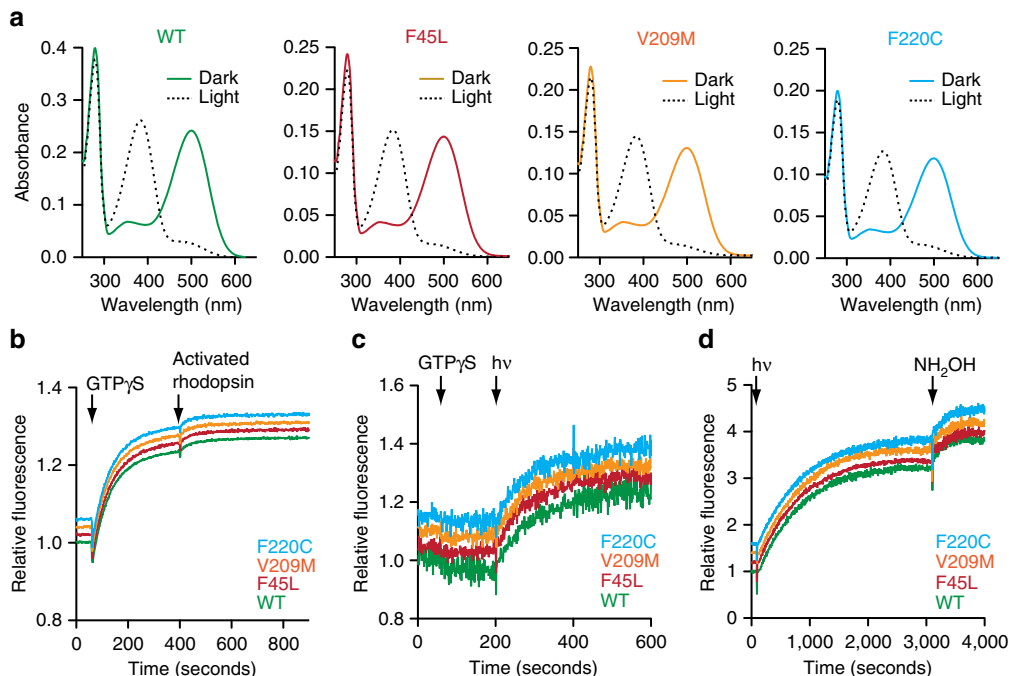 a
WT
F45L
V209M
F220C
Absorbance
0.4
0.3
0.2
0.1
0.0
Dark
Light
300 400 500 600
Wavelength (nm)
0.25
0.20
0.15
0.10
0.05
0.00
Dark
Light
300 400 500 600
Wavelength (nm)
0.25
0.20
0.15
0.10
0.05
0.00
Dark
Light
300 400 500 600
Wavelength (nm)
0.25
0.20
0.15
0.10
0.05
0.00
Dark
Light
300 400 500 600
Wavelength (nm)
b
Relative fluorescence
1.4
1.2
1.0
0.8
GTPγS
Activated
rhodopsin
F220C
V209M
F45L
WT
0 200 400 600 800
Time (seconds)
c
Relative fluorescence
1.6
1.4
1.2
1.0
0.8
GTPγS
hν
F220C
V209M
F45L
WT
0 200 400 600
Time (seconds)
d
Relative fluorescence
5
4
3
2
1
0
hν
NH₂OH
F220C
V209M
F45L
WT
0 1,000 2,000 3,000 4,000
Time (seconds)